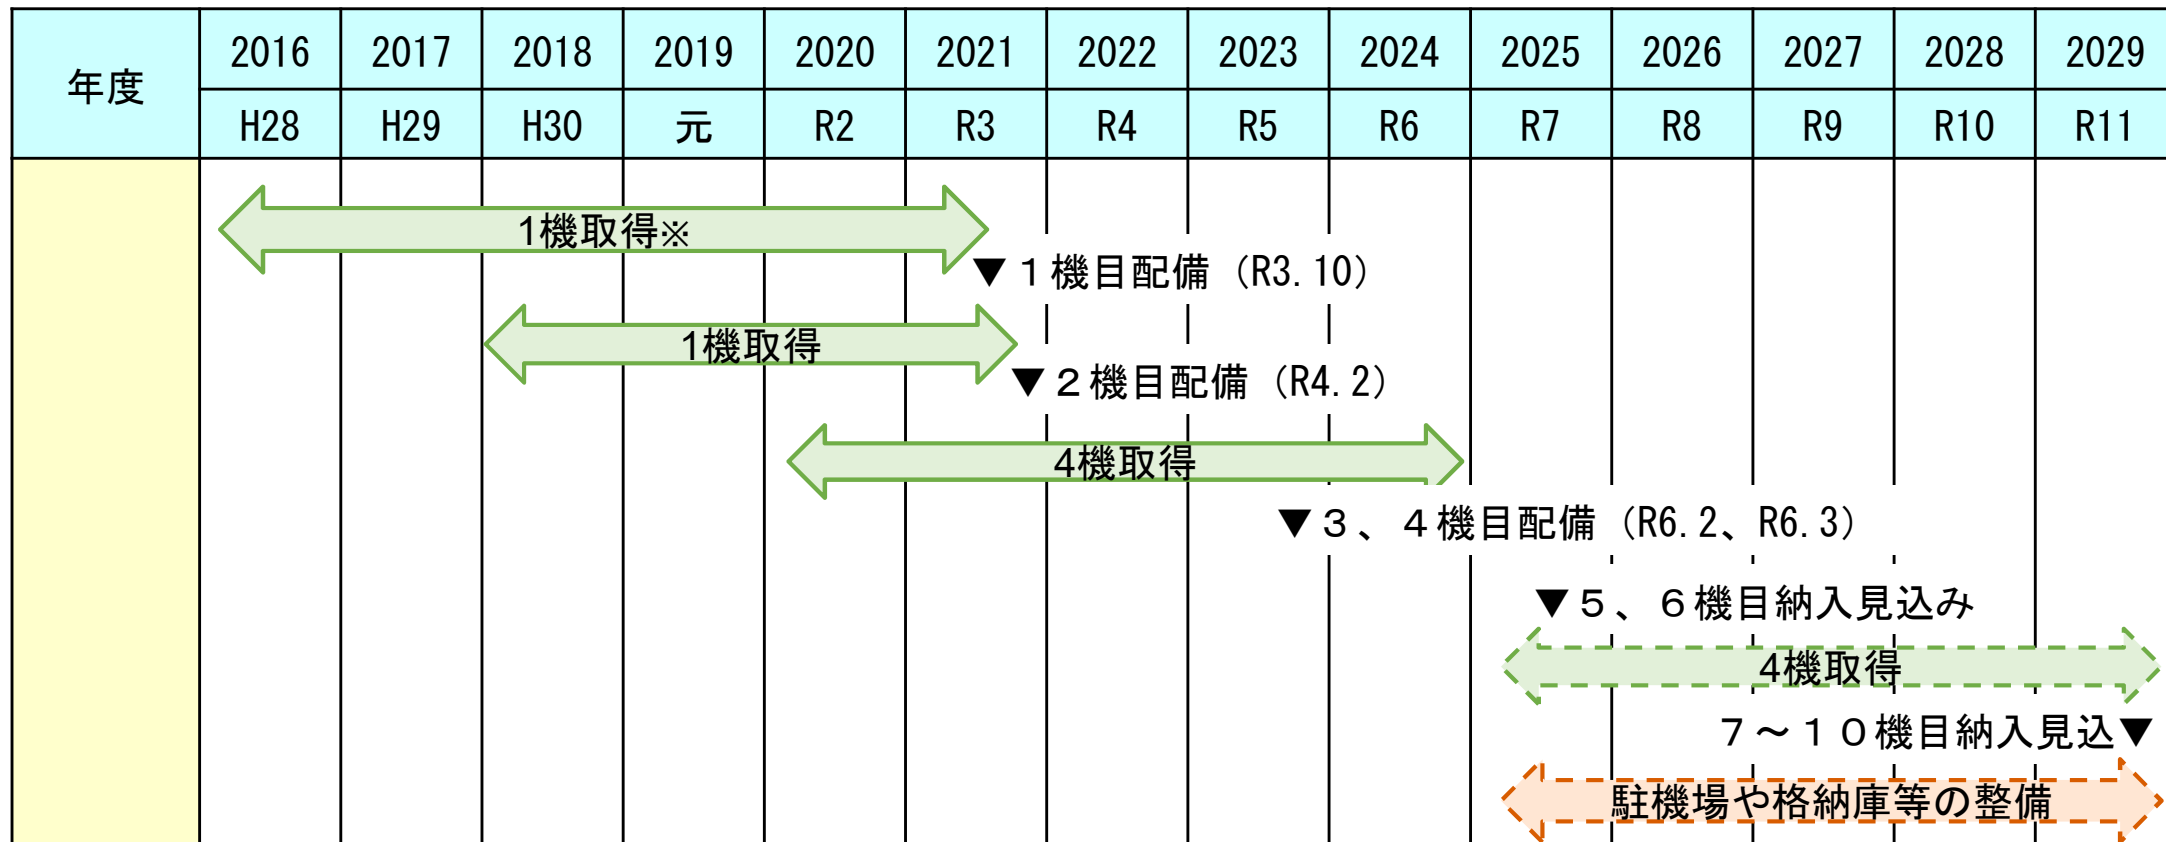 年度 2016 2017 2018 2019 2020 2021 2022 2023 2024 2025 2026 2027 2028 2029
H28 H29 H30 元 R2 R3 R4 R5 R6 R7 R8 R9 R10 R11
1機取得※
▼１機目配備（R3.10）
1機取得
▼２機目配備（R4.2）
4機取得
▼３、４機目配備（R6.2、R6.3）
▼５、６機目納入見込み
4機取得
７～１０機目納入見込▼
駐機場や格納庫等の整備